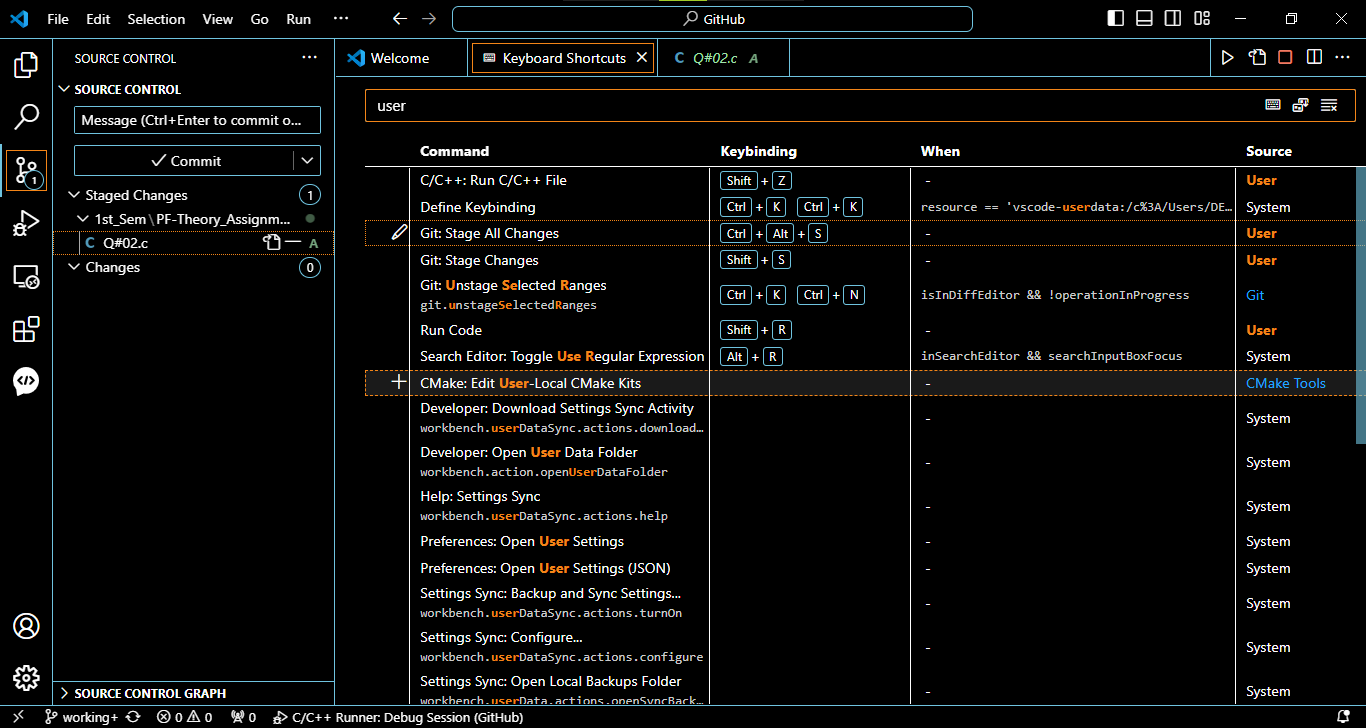 File Edit Selection View Go Run ··· GitHub
SOURCE CONTROL ···
Welcome
Keyboard Shortcuts
C Q#02.c A
SOURCE CONTROL
Message (Ctrl+Enter to commit o...
Commit
Staged Changes 1
1st_Sem\PF-Theory_Assignm...
C Q#02.c A
Changes 0
1
SOURCE CONTROL GRAPH
user
Command Keybinding When Source
C/C++: Run C/C++ File Shift + Z - User
Define Keybinding Ctrl + K Ctrl + K resource == 'vscode-userdata:/c%3A/Users/DE... System
Git: Stage All Changes Ctrl + Alt + S - User
Git: Stage Changes Shift + S - User
Git: Unstage Selected Ranges
git.unstageSelectedRanges Ctrl + K Ctrl + N isInDiffEditor && !operationInProgress Git
Run Code Shift + R - User
Search Editor: Toggle Use Regular Expression Alt + R inSearchEditor && searchInputBoxFocus System
CMake: Edit User-Local CMake Kits - CMake Tools
Developer: Download Settings Sync Activity
workbench.userDataSync.actions.download... - System
Developer: Open User Data Folder
workbench.action.openUserDataFolder - System
Help: Settings Sync
workbench.userDataSync.actions.help - System
Preferences: Open User Settings - System
Preferences: Open User Settings (JSON) - System
Settings Sync: Backup and Sync Settings...
workbench.userDataSync.actions.turnOn - System
Settings Sync: Configure...
workbench.userDataSync.actions.configure - System
Settings Sync: Open Local Backups Folder
workbench.userData.actions.openSyncBack... - System
working+ 0 0 0 C/C++ Runner: Debug Session (GitHub)